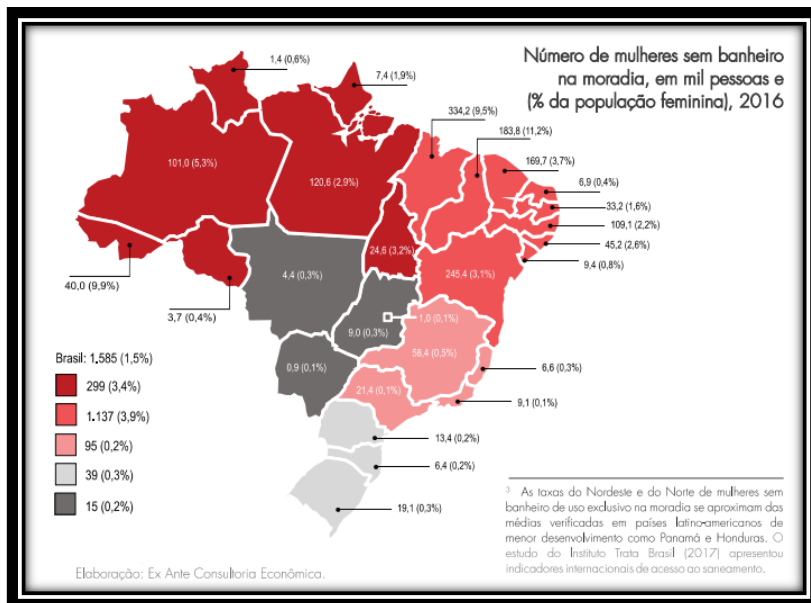 Número de mulheres sem banheiro
na moradia, em mil pessoas e
(% da população feminina), 2016
1,4 (0,6%)
7,4 (1,9%)
334,2 (9,5%)
183,8 (11,2%)
169,7 (3,7%)
6,9 (0,4%)
33,2 (1,6%)
109,1 (2,2%)
45,2 (2,6%)
9,4 (0,8%)
101,0 (5,3%)
120,6 (2,9%)
24,6 (3,2%)
245,4 (3,1%)
40,0 (9,9%)
3,7 (0,4%)
4,4 (0,3%)
1,0 (0,1%)
9,0 (0,3%)
58,4 (0,5%)
0,9 (0,1%)
21,4 (0,1%)
6,6 (0,3%)
9,1 (0,1%)
13,4 (0,2%)
6,4 (0,2%)
19,1 (0,3%)
Brasil: 1.585 (1,5%)
299 (3,4%)
1.137 (3,9%)
95 (0,2%)
39 (0,3%)
15 (0,2%)
3 As taxas do Nordeste e do Norte de mulheres sem
banheiro de uso exclusivo na moradia se aproximam das
médias verificadas em países latino-americanos de
menor desenvolvimento como Panamá e Honduras. O
estudo do Instituto Trata Brasil (2017) apresentou
indicadores internacionais de acesso ao saneamento.
Elaboração: Ex Ante Consultoria Econômica.